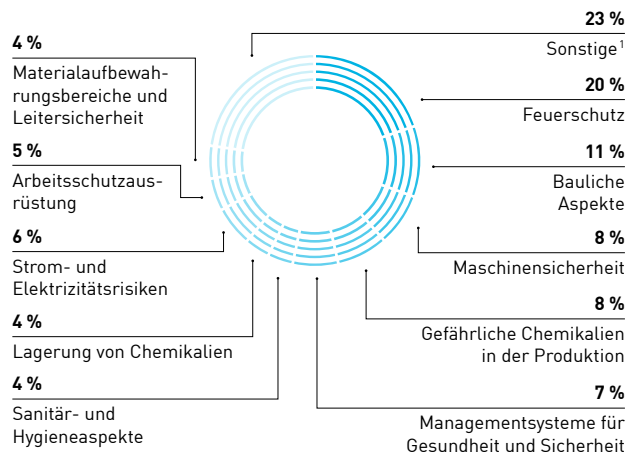 4 %
Materialaufbewah-
rungsbereiche und
Leitersicherheit
5 %
Arbeitsschutzaus-
rüstung
6 %
Strom- und
Elektrizitätsrisiken
4 %
Lagerung von Chemikalien
4 %
Sanitär- und
Hygieneaspekte
23 %
Sonstige¹
20 %
Feuerschutz
11 %
Bauliche
Aspekte
8 %
Maschinensicherheit
8 %
Gefährliche Chemikalien
in der Produktion
7 %
Managementsysteme für
Gesundheit und Sicherheit